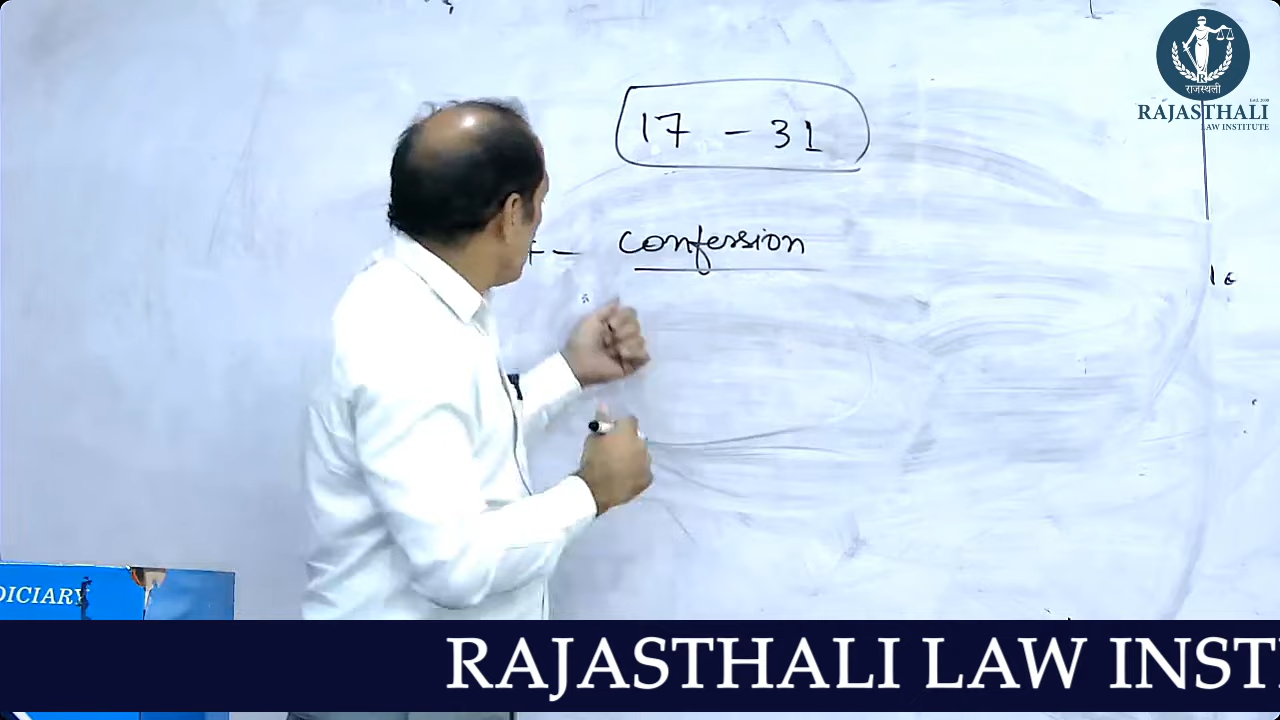 राजस्थली
RAJASTHALI
LAW INSTITUTE
17 - 31
- confession
DICIARY
RAJASTHALI LAW INST